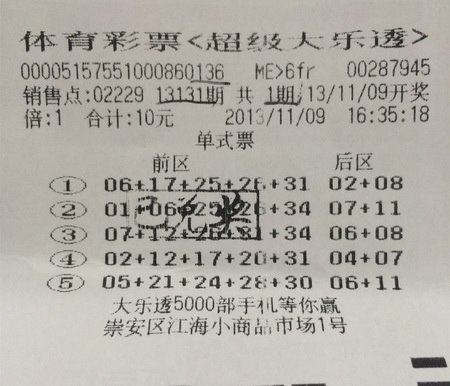 体育彩票<超级大乐透>
000051575510008601​36 ME>6fr 00287945
销售点:02229 13131期 共 1期/13/11/09开奖
倍:1 合计:10元 2013/11/09 16:35:18
单式票
前区 后区
① 06+17+25+26+31 02+08
② 01+06+ +34 07+11
已兑奖
③ 07+12+ +34 06+08
④ 02+12+17+20+31 04+07
⑤ 05+21+24+28+30 06+11
大乐透5000部手机等你赢
崇安区江海小商品市场1号